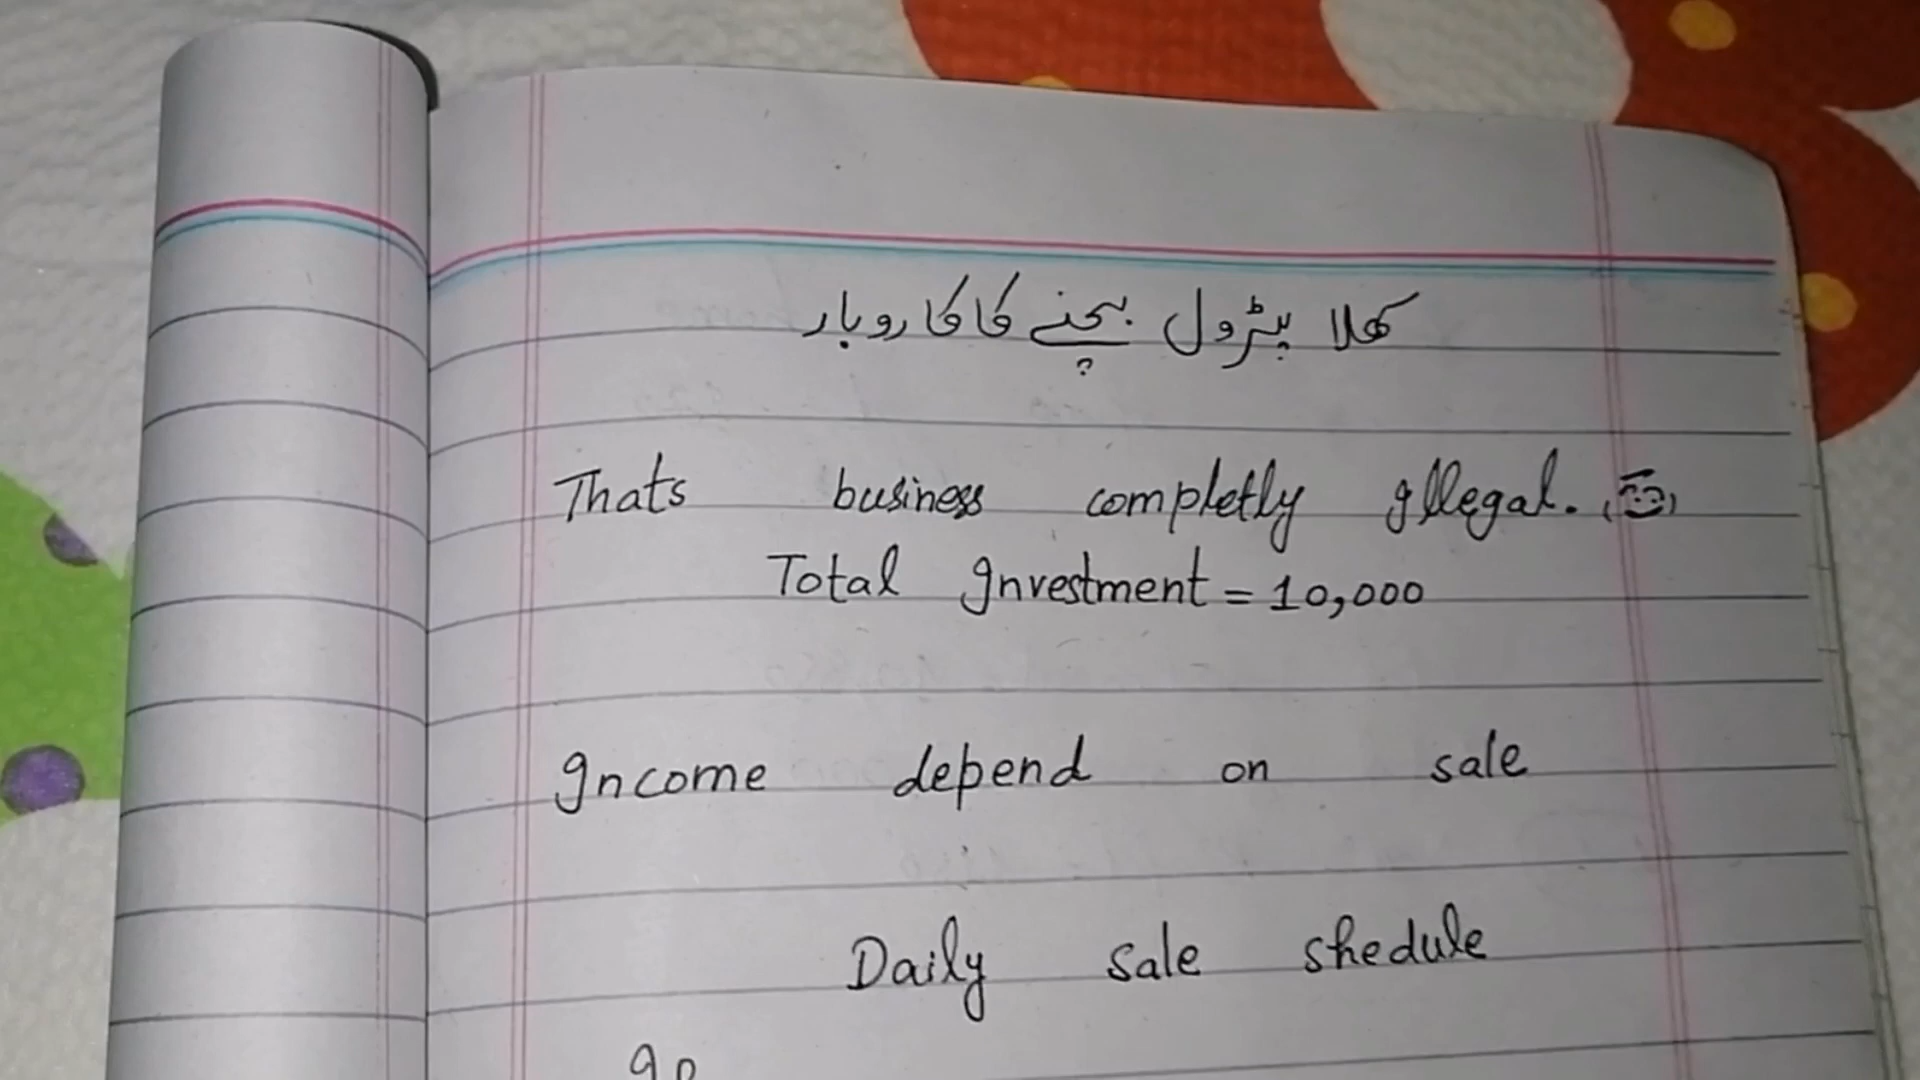 کھلا پیٹرول بیچنے کا کاروبار
Thats business completly Illegal.
Total Investment = 10,000
Income depend on sale
Daily sale shedule